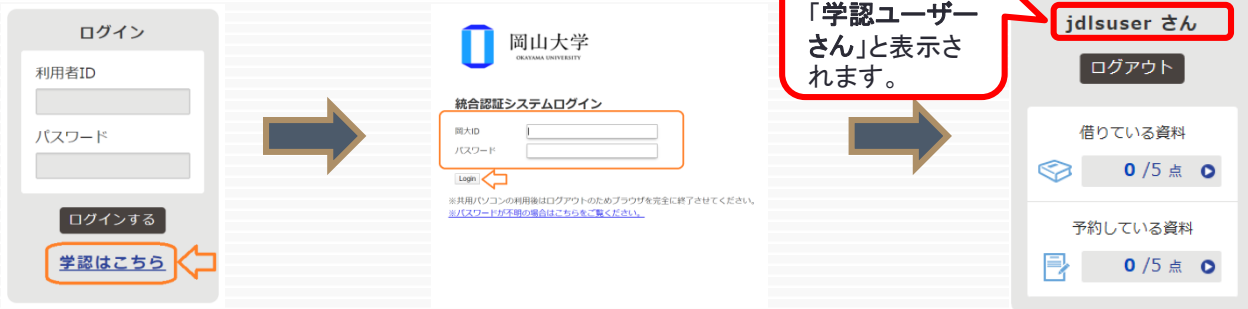 ログイン
利用者ID
パスワード
ログインする
学認はこちら
岡山大学
OKAYAMA UNIVERSITY
統合認証システムログイン
岡大ID
パスワード
Login
※共用パソコンの利用後はログアウトのためブラウザを完全に終了させてください。
※パスワードが不明の場合はこちらをご覧ください。
「学認ユーザー
さん」と表示さ
れます。
jdlsuser さん
ログアウト
借りている資料
0 /5 点
予約している資料
0 /5 点